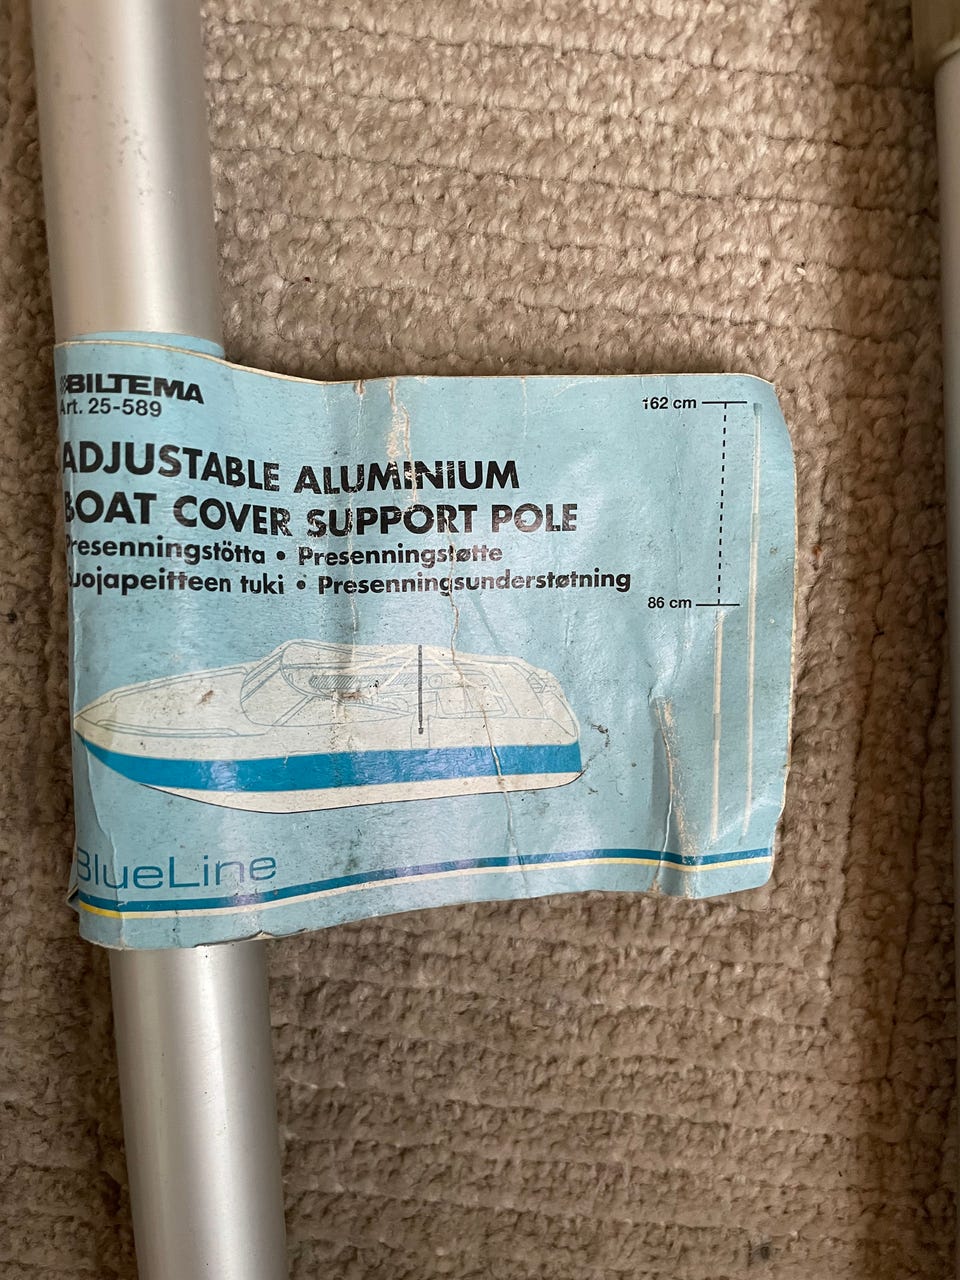 BILTEMA
Art. 25-589
ADJUSTABLE ALUMINIUM
BOAT COVER SUPPORT POLE
Presenningstötta • Presenningstøtte
Suojapeitteen tuki • Presenningsunderstøtning
162 cm
86 cm
BlueLine